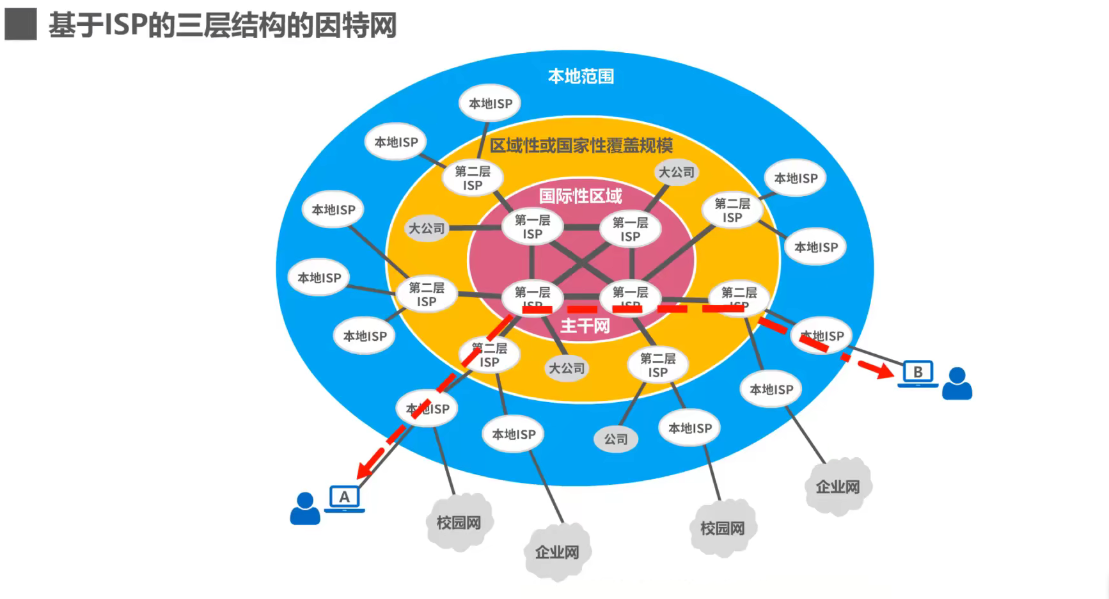 基于ISP的三层结构的因特网
本地范围
本地ISP
本地ISP
区域性或国家性覆盖规模
第二层
ISP
大公司
本地ISP
国际性区域
本地ISP
第二层
ISP
大公司
第一层
ISP
第一层
ISP
本地ISP
本地ISP
第二层
ISP
第一层
ISP
第一层
ISP
第二层
ISP
本地ISP
主干网
本地ISP
第二层
ISP
大公司
第二层
ISP
B
本地ISP
本地ISP
本地ISP
公司
本地ISP
A
企业网
校园网
校园网
企业网